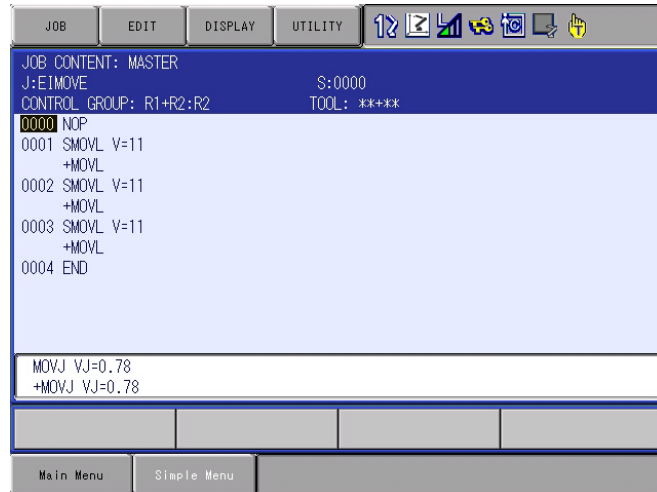 JOB EDIT DISPLAY UTILITY 12
JOB CONTENT: MASTER
J:EIMOVE S:0000
CONTROL GROUP: R1+R2:R2 TOOL: **+**
0000 NOP
0001 SMOVL V=11
+MOVL
0002 SMOVL V=11
+MOVL
0003 SMOVL V=11
+MOVL
0004 END
MOVJ VJ=0.78
+MOVJ VJ=0.78
Main Menu Simple Menu